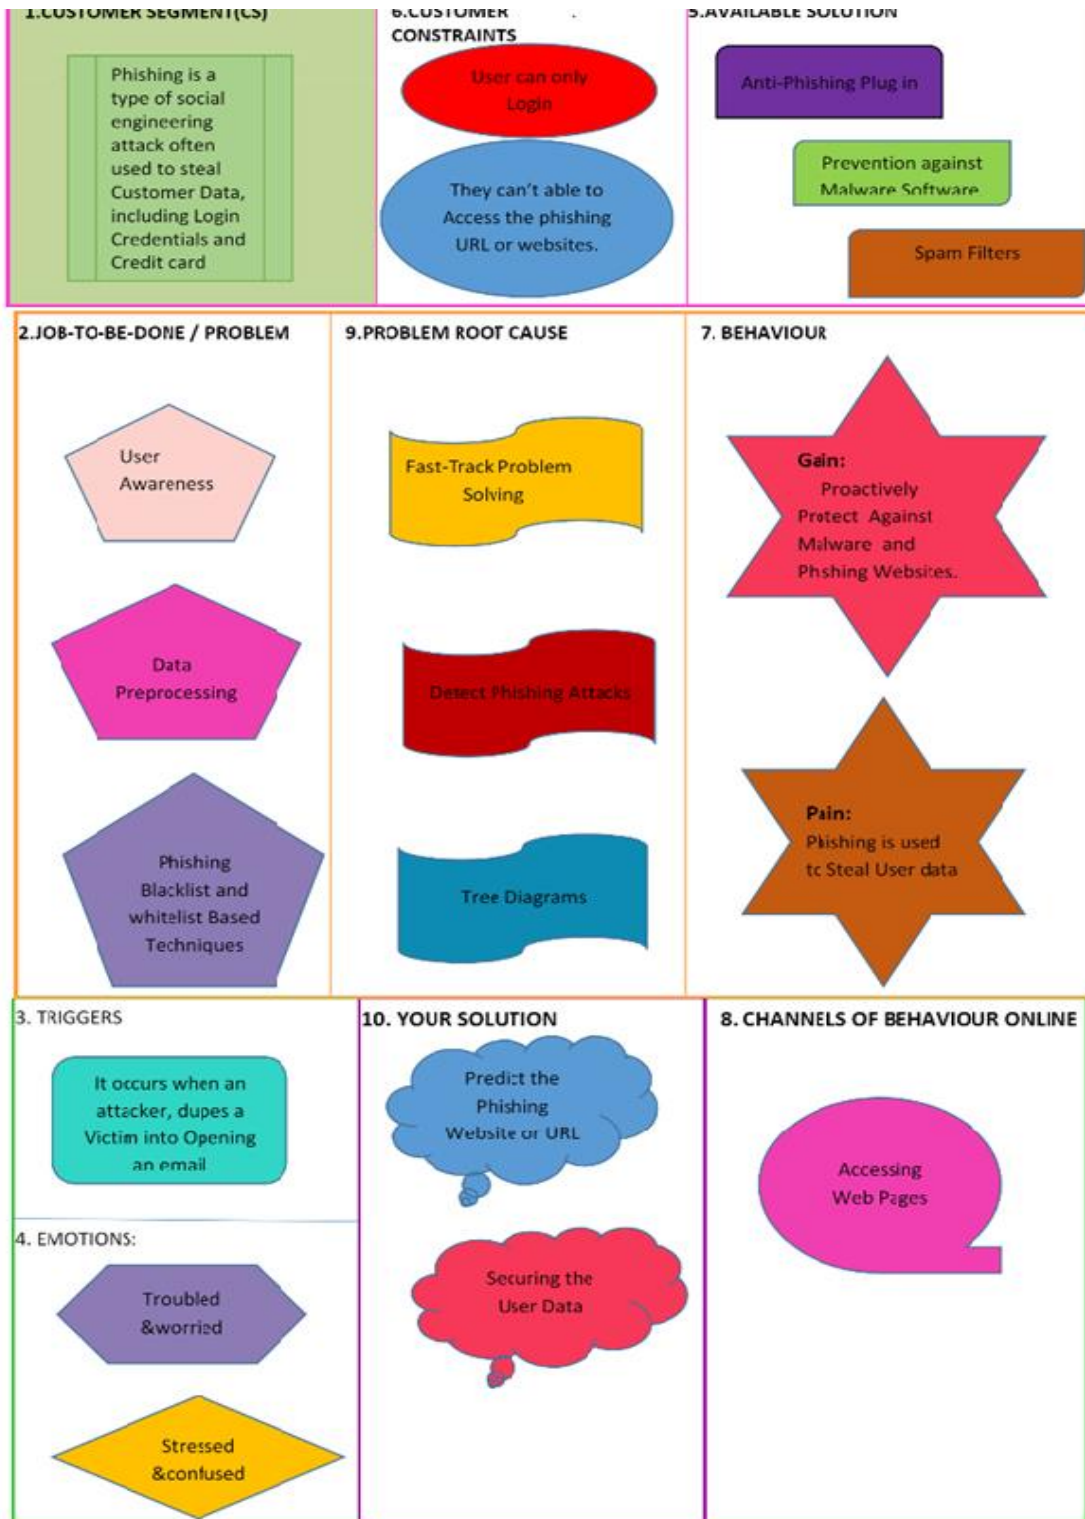 1.CUSTOMER SEGMENT(CS)
Phishing is a
type of social
engineering
attack often
used to steal
Customer Data,
including Login
Credentials and
Credit card
6.CUSTOMER
CONSTRAINTS
User can only
Login
They can't able to
Access the phishing
URL or websites.
5.AVAILABLE SOLUTION
Anti-Phishing Plug in
Prevention against
Malware Software
Spam Filters
2.JOB-TO-BE-DONE / PROBLEM
User
Awareness
Data
Preprocessing
Phishing
Blacklist and
whitelist Based
Techniques
9.PROBLEM ROOT CAUSE
Fast-Track Problem
Solving
Detect Phishing Attacks
Tree Diagrams
7. BEHAVIOUR
Gain:
Proactively
Protect Against
Malware and
Phishing Websites.
Pain:
Phishing is used
to Steal User data
3. TRIGGERS
It occurs when an
attacker, dupes a
Victim into Opening
an email
4. EMOTIONS:
Troubled
&worried
Stressed
&confused
10. YOUR SOLUTION
Predict the
Phishing
Website or URL
Securing the
User Data
8. CHANNELS OF BEHAVIOUR ONLINE
Accessing
Web Pages